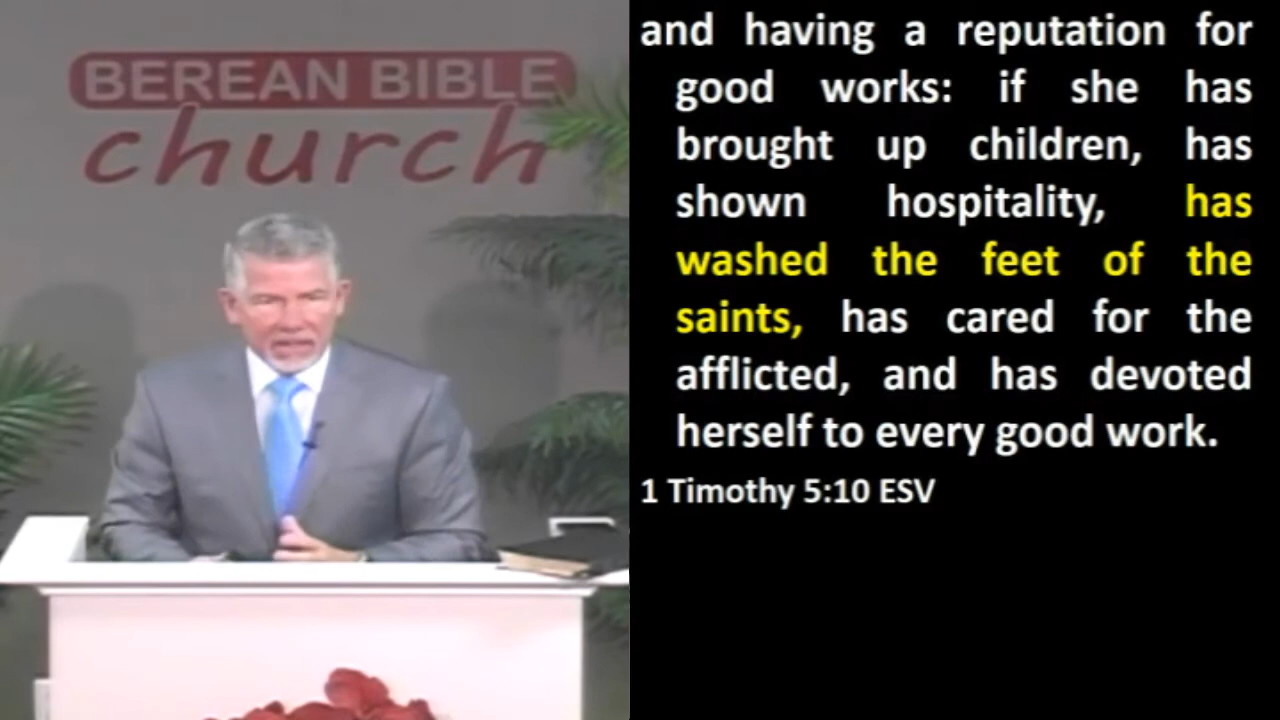 BEREAN BIBLE
church
and having a reputation for
good works: if she has
brought up children, has
shown hospitality, has
washed the feet of the
saints, has cared for the
afflicted, and has devoted
herself to every good work.
1 Timothy 5:10 ESV